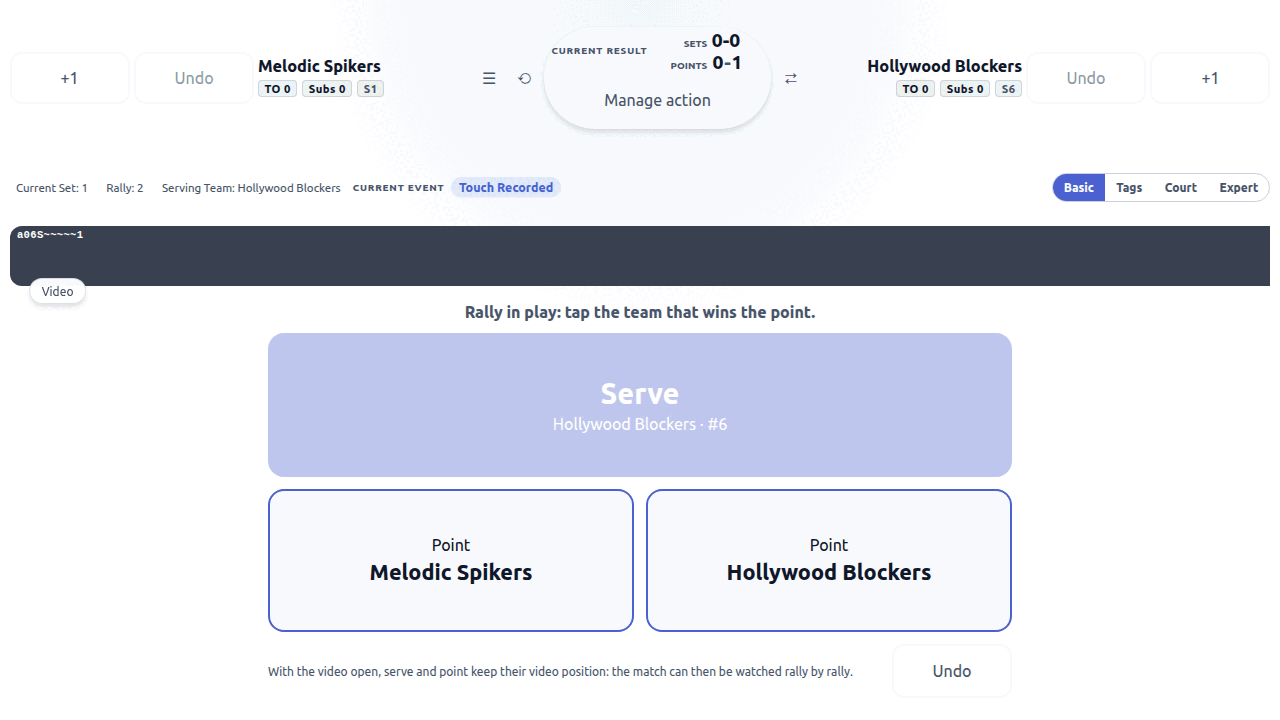 +1
Undo
Melodic Spikers
TO 0 Subs 0 S1
CURRENT RESULT
SETS 0-0
POINTS 0-1
Manage action
Hollywood Blockers
TO 0 Subs 0 S6
Undo
+1
Current Set: 1 Rally: 2 Serving Team: Hollywood Blockers CURRENT EVENT Touch Recorded
Basic Tags Court Expert
a06S~~~~~1
Video
Rally in play: tap the team that wins the point.
Serve
Hollywood Blockers · #6
Point
Melodic Spikers
Point
Hollywood Blockers
With the video open, serve and point keep their video position: the match can then be watched rally by rally.
Undo